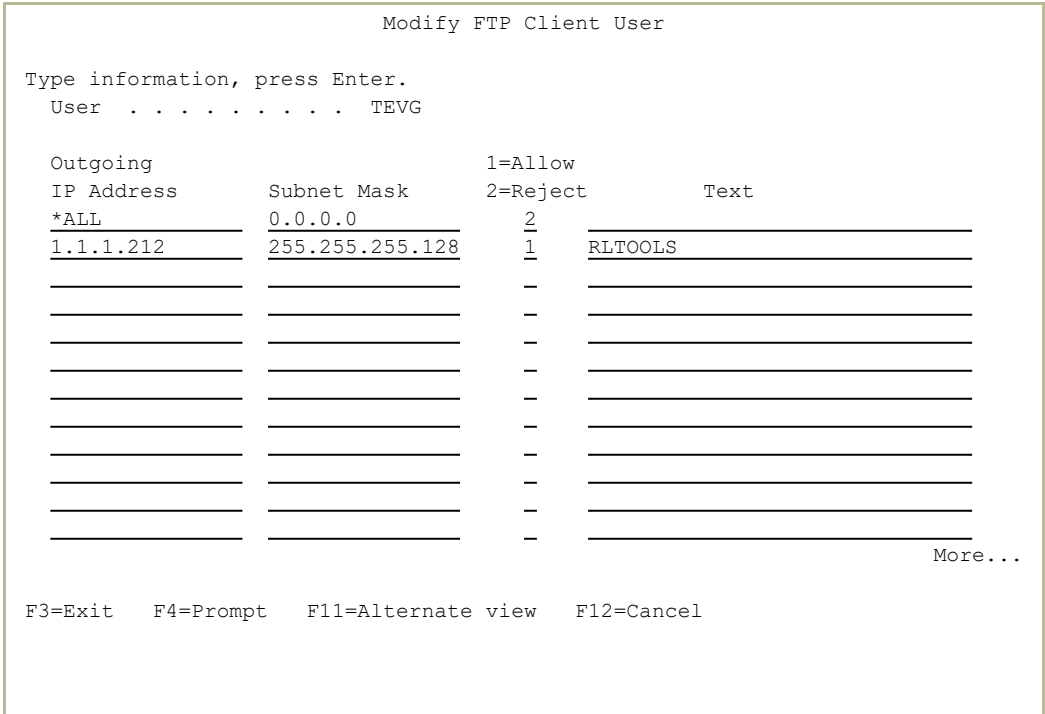 Modify FTP Client User
Type information, press Enter.
User . . . . . . . . . TEVG
Outgoing 1=Allow
IP Address Subnet Mask 2=Reject Text
*ALL 0.0.0.0 2
1.1.1.212 255.255.255.128 1 RLTOOLS
More...
F3=Exit F4=Prompt F11=Alternate view F12=Cancel